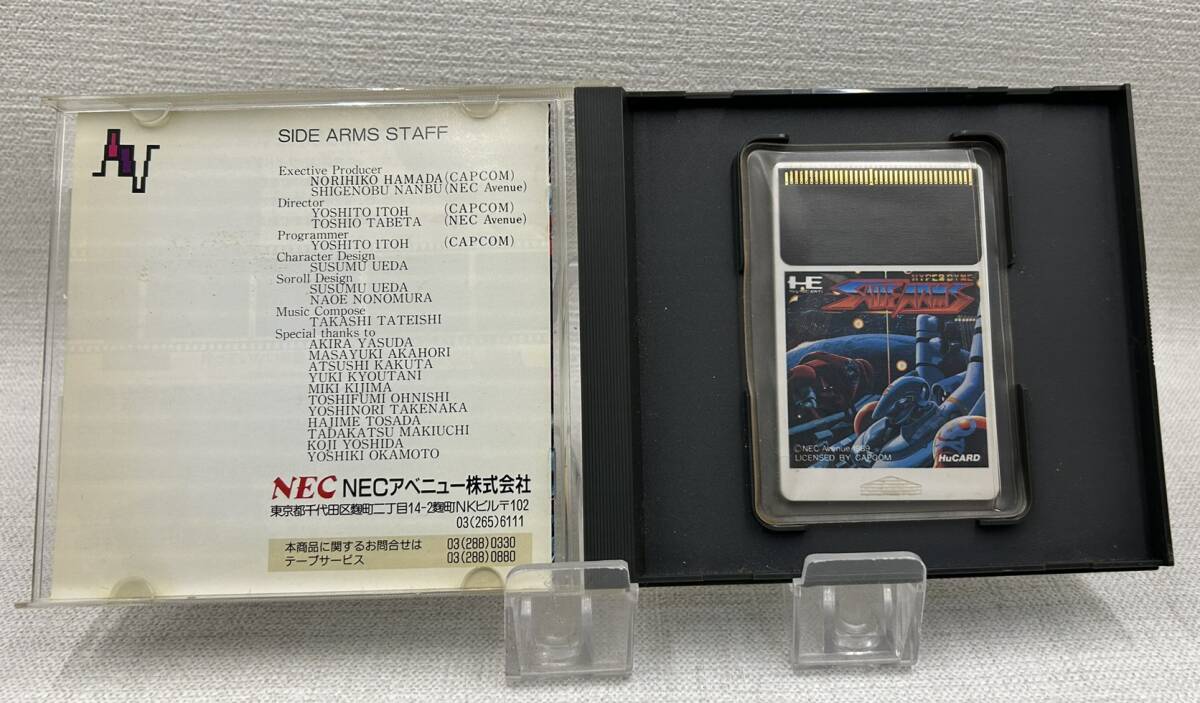 SIDE ARMS STAFF
Exective Producer
NORIHIKO HAMADA (CAPCOM)
SHIGENOBU NANBU (NEC Avenue)
Director
YOSHITO ITOH (CAPCOM)
TOSHIO TABETA (NEC Avenue)
Programmer
YOSHITO ITOH (CAPCOM)
Character Design
SUSUMU UEDA
Soroll Design
SUSUMU UEDA
NAOE NONOMURA
Music Compose
TAKASHI TATEISHI
Special thanks to
AKIRA YASUDA
MASAYUKI AKAHORI
ATSUSHI KAKUTA
YUKI KYOUTANI
MIKI KIJIMA
TOSHIFUMI OHNISHI
YOSHINORI TAKENAKA
HAJIME TOSADA
TADAKATSU MAKIUCHI
KOJI YOSHIDA
YOSHIKI OKAMOTO
NEC NECアベニュー株式会社
東京都千代田区麴町二丁目14-2麴町NKビル〒102
03(265)6111
本商品に関するお問合せは 03(288)0330
テープサービス 03(288)0880
HE
HYPER DYNE
SIDE ARMS
©NEC Avenue 1989
LICENSED BY CAPCOM
HuCARD